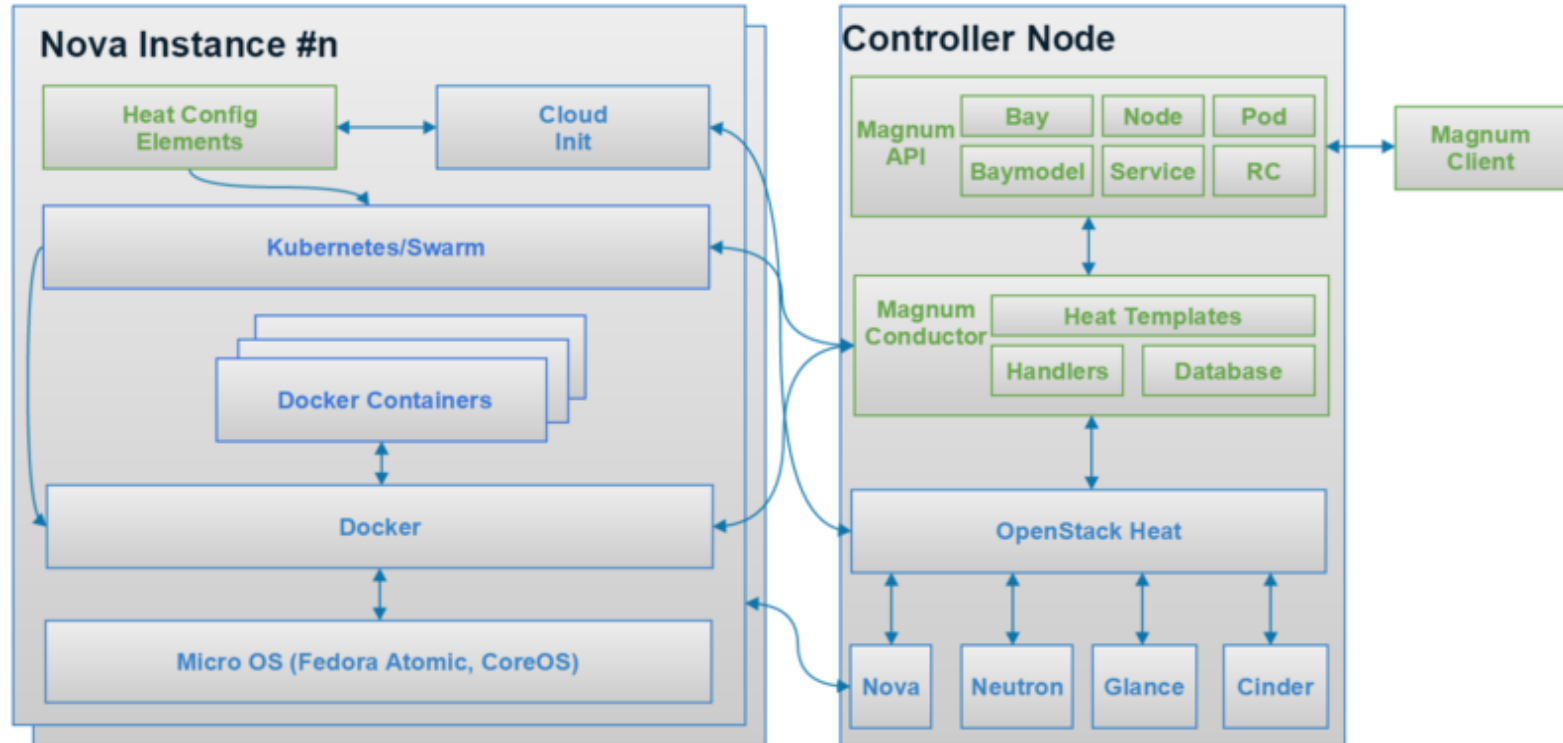 Nova Instance #n
Heat Config
Elements
Cloud
Init
Kubernetes/Swarm
Docker Containers
Docker
Micro OS (Fedora Atomic, CoreOS)
Controller Node
Magnum
API
Bay
Node
Pod
Baymodel
Service
RC
Magnum
Client
Magnum
Conductor
Heat Templates
Handlers
Database
OpenStack Heat
Nova
Neutron
Glance
Cinder